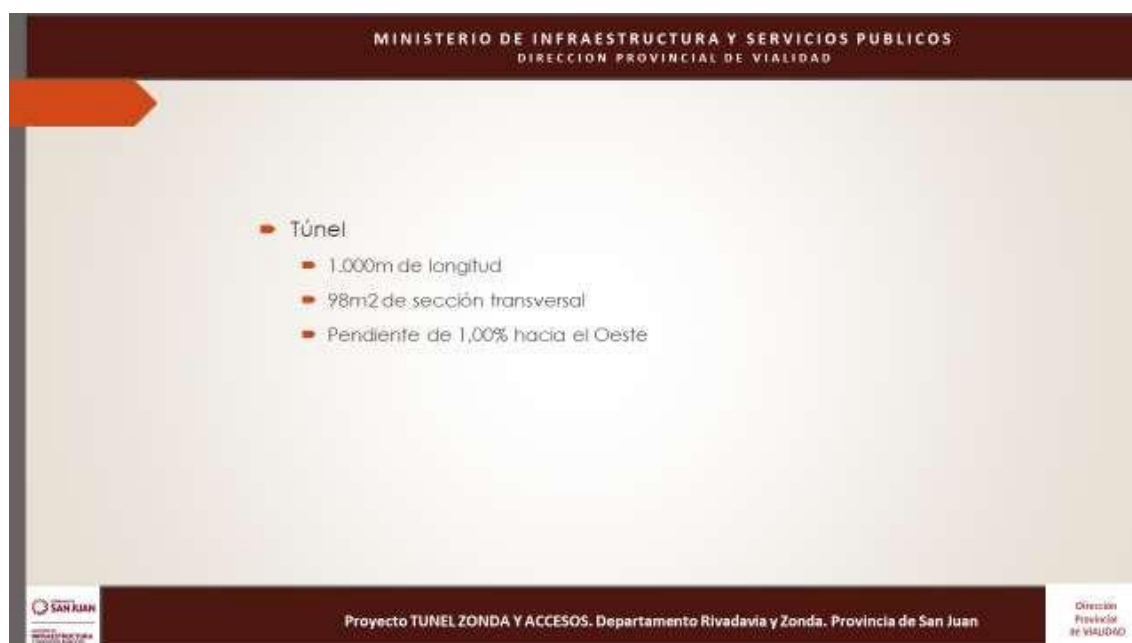 MINISTERIO DE INFRAESTRUCTURA Y SERVICIOS PUBLICOS
DIRECCION PROVINCIAL DE VIALIDAD
Túnel
1.000m de longitud
98m2 de sección transversal
Pendiente de 1,00% hacia el Oeste
SAN JUAN
INFRAESTRUCTURA
Proyecto TUNEL ZONDA Y ACCESOS. Departamento Rivadavia y Zonda. Provincia de San Juan
Dirección
Provincial
de VIALIDAD